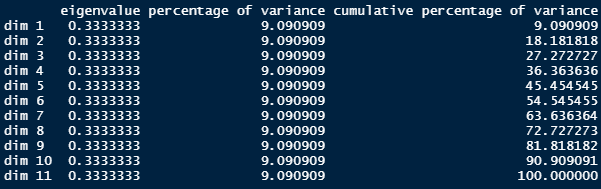 eigenvalue percentage of variance cumulative percentage of variance
dim 1 0.3333333 9.090909 9.090909
dim 2 0.3333333 9.090909 18.181818
dim 3 0.3333333 9.090909 27.272727
dim 4 0.3333333 9.090909 36.363636
dim 5 0.3333333 9.090909 45.454545
dim 6 0.3333333 9.090909 54.545455
dim 7 0.3333333 9.090909 63.636364
dim 8 0.3333333 9.090909 72.727273
dim 9 0.3333333 9.090909 81.818182
dim 10 0.3333333 9.090909 90.909091
dim 11 0.3333333 9.090909 100.000000